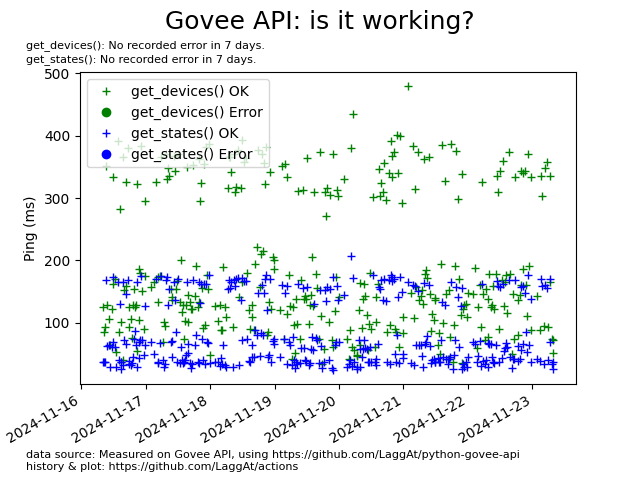 Govee API: is it working?
get_devices(): No recorded error in 7 days.
get_states(): No recorded error in 7 days.
get_devices() OK
get_devices() Error
get_states() OK
get_states() Error
Ping (ms)
500
400
300
200
100
2024-11-16
2024-11-17
2024-11-18
2024-11-19
2024-11-20
2024-11-21
2024-11-22
2024-11-23
data source: Measured on Govee API, using https://github.com/LaggAt/python-govee-api
history & plot: https://github.com/LaggAt/actions